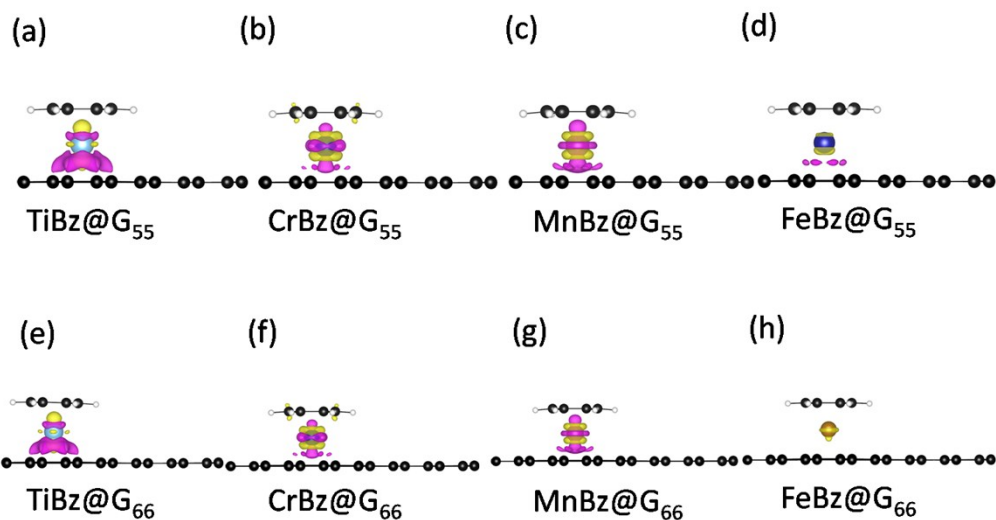 (a) (b) (c) (d)
TiBz@G₅₅ CrBz@G₅₅ MnBz@G₅₅ FeBz@G₅₅
(e) (f) (g) (h)
TiBz@G₆₆ CrBz@G₆₆ MnBz@G₆₆ FeBz@G₆₆